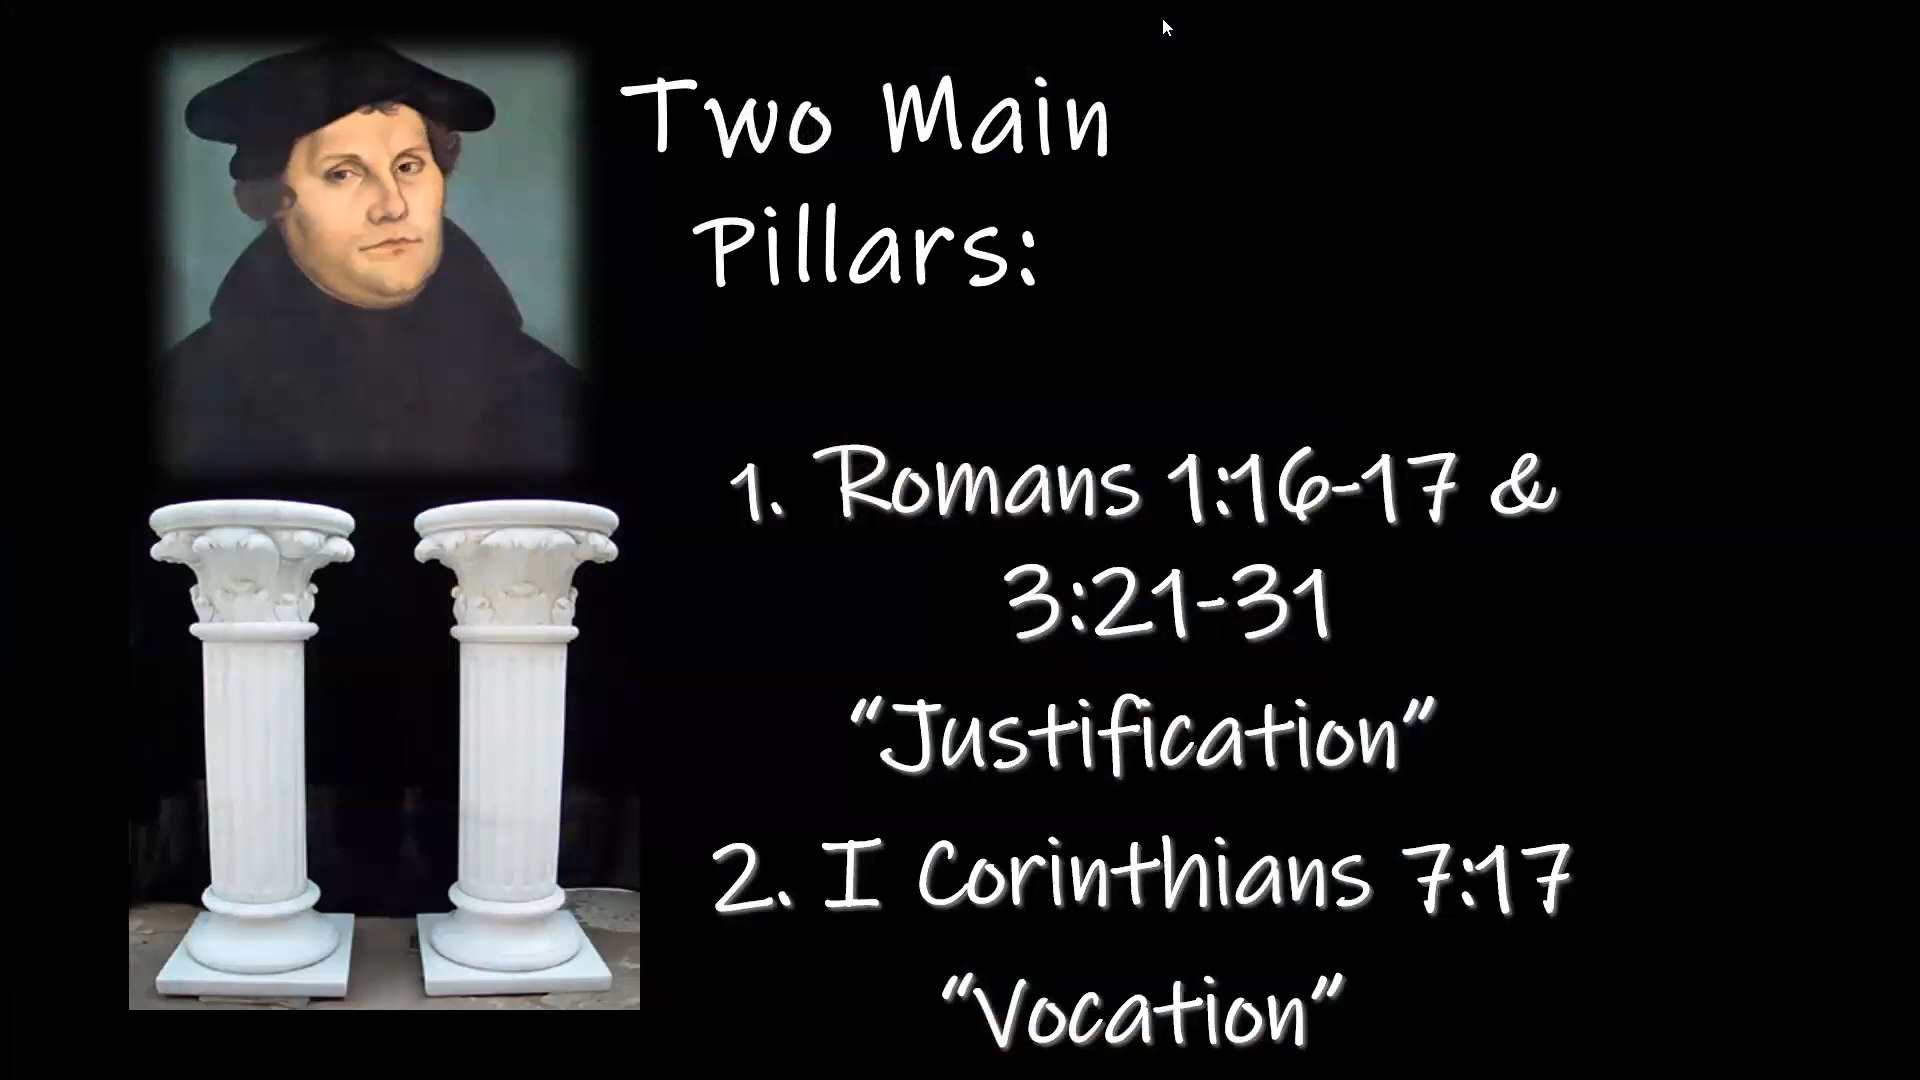 Two Main
Pillars:
1. Romans 1:16-17 &
3:21-31
“Justification”
2. I Corinthians 7:17
“Vocation”